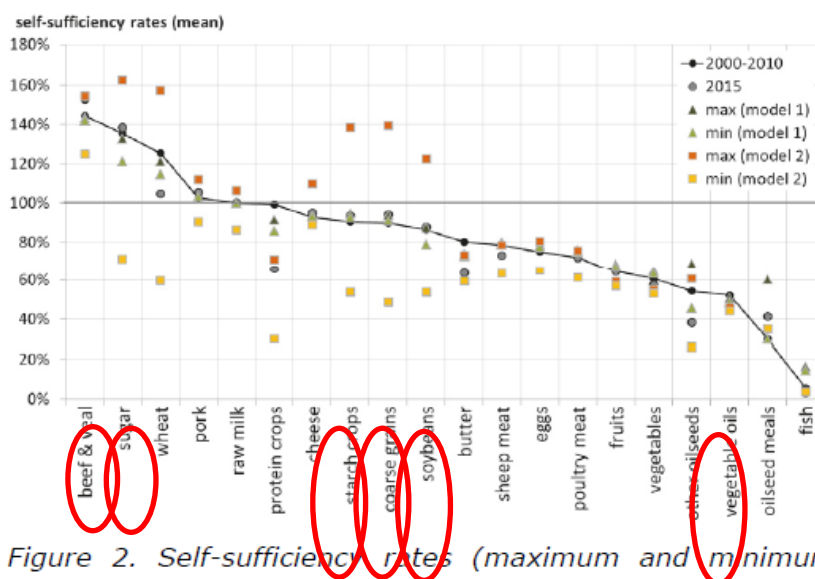 self-sufficiency rates (mean)
180%
160%
140%
120%
100%
80%
60%
40%
20%
0%
2000-2010
2015
max (model 1)
min (model 1)
max (model 2)
min (model 2)
beef & veal
sugar
wheat
pork
raw milk
protein crops
cheese
starch crops
coarse grains
soybeans
butter
sheep meat
eggs
poultry meat
fruits
vegetables
other oilseeds
vegetable oils
oilseed meals
fish
Figure 2. Self-sufficiency rates (maximum and minimum